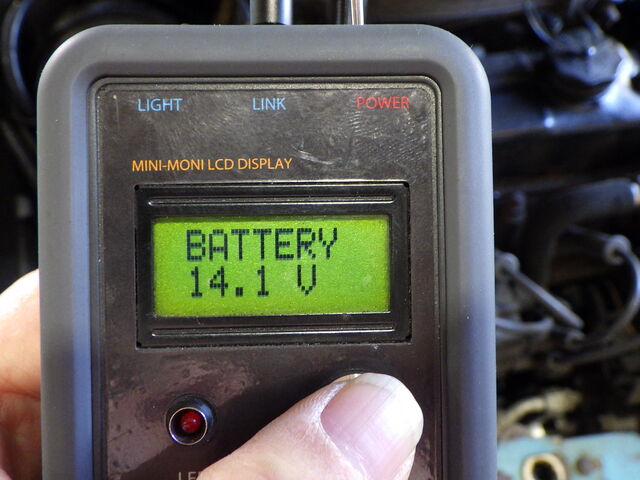 LIGHT LINK POWER
MINI-MONI LCD DISPLAY
BATTERY
14.1 V